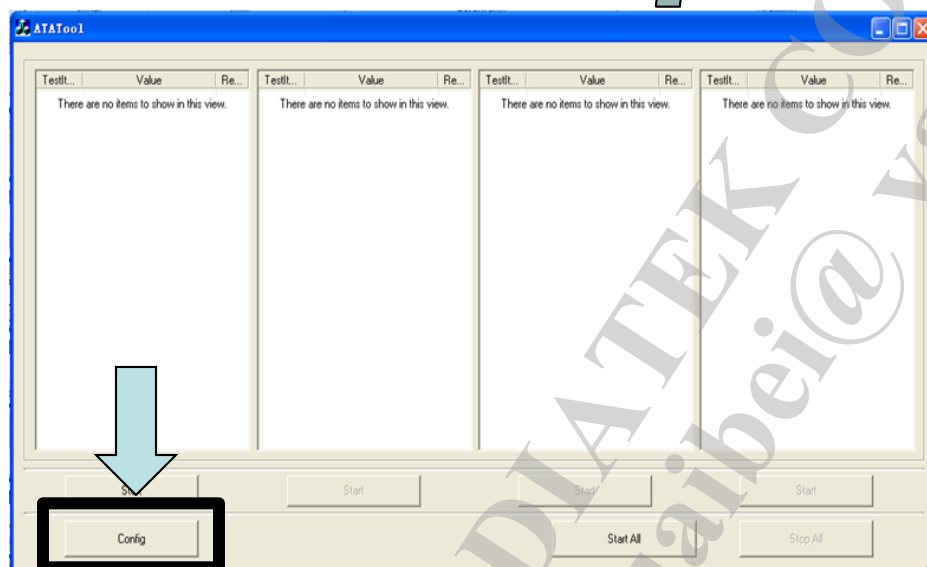 ATATool
TestIt... Value Re... TestIt... Value Re... TestIt... Value Re... TestIt... Value Re...
There are no items to show in this view. There are no items to show in this view. There are no items to show in this view. There are no items to show in this view.
Start Start Start
Config Start All Stop All